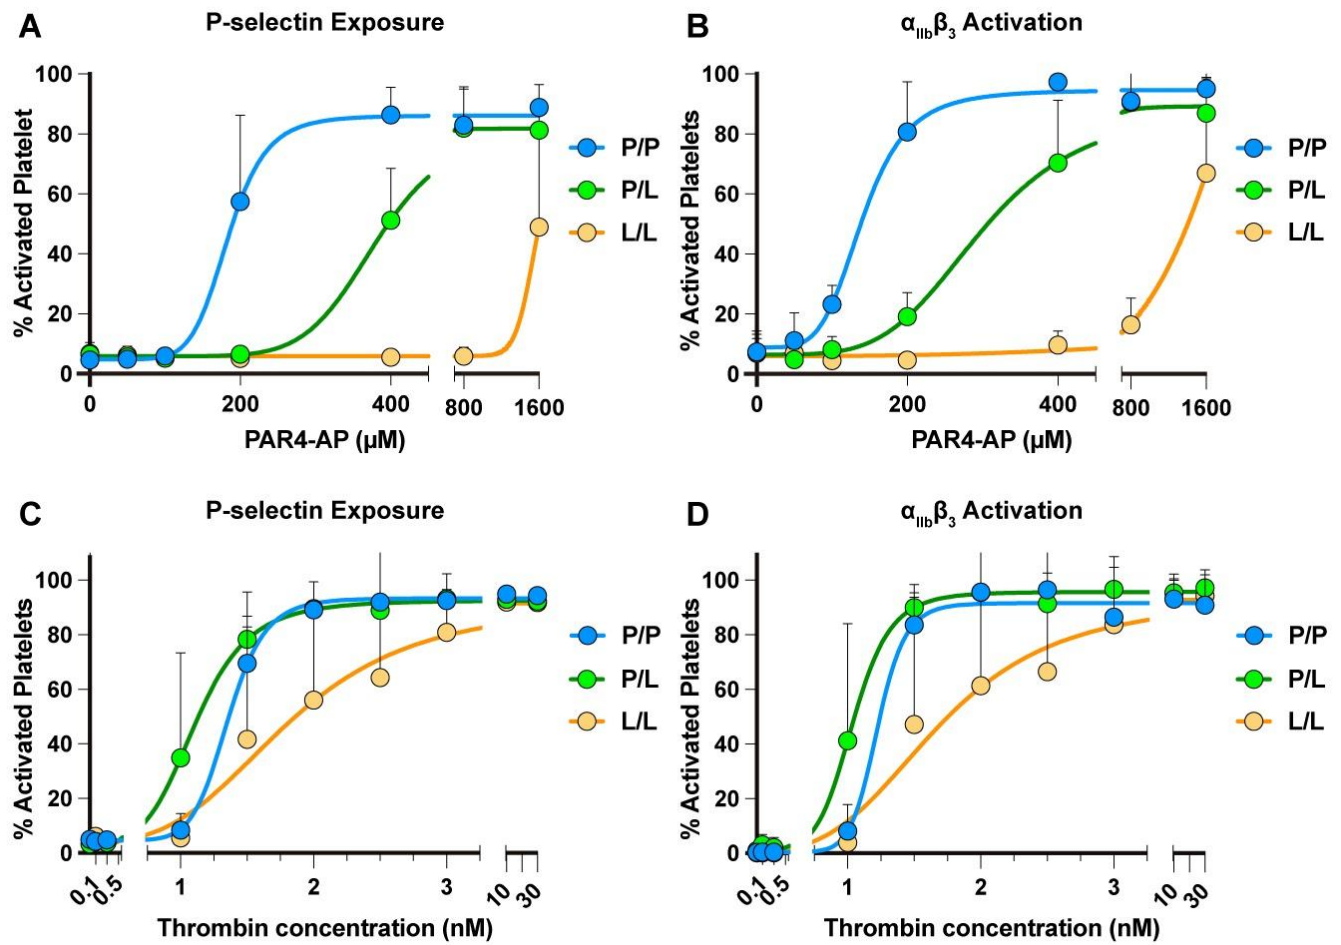 A
P-selectin Exposure
% Activated Platelet
100
80
60
40
20
0
0
200
400
800
1600
PAR4-AP (µM)
P/P
P/L
L/L
B
αIIbβ3 Activation
% Activated Platelets
100
80
60
40
20
0
0
200
400
800
1600
PAR4-AP (µM)
P/P
P/L
L/L
C
P-selectin Exposure
% Activated Platelets
100
80
60
40
20
0
0.1
0.5
1
2
3
10
30
Thrombin concentration (nM)
P/P
P/L
L/L
D
αIIbβ3 Activation
% Activated Platelets
100
80
60
40
20
0
0.1
0.5
1
2
3
10
30
Thrombin concentration (nM)
P/P
P/L
L/L